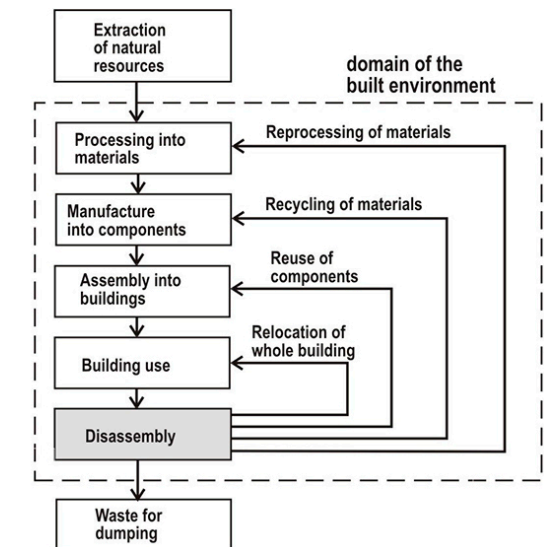 Extraction
of natural
resources
domain of the
built environment
Processing into
materials
Reprocessing of materials
Manufacture
into components
Recycling of materials
Assembly into
buildings
Reuse of
components
Building use
Relocation of
whole building
Disassembly
Waste for
dumping